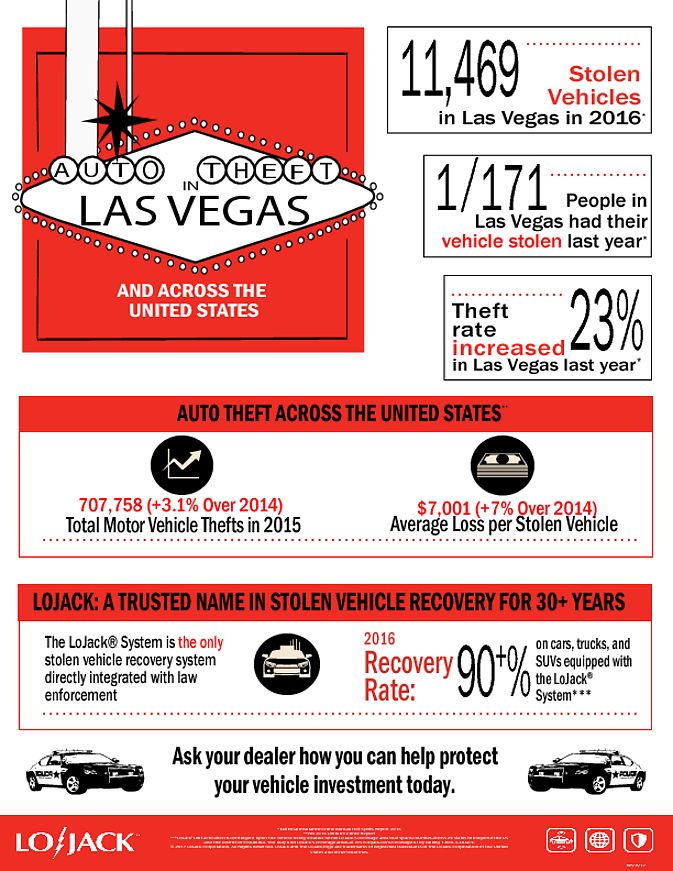 AUTO THEFT
IN
LAS VEGAS
AND ACROSS THE
UNITED STATES
11,469
Stolen
Vehicles
in Las Vegas in 2016*
1/171
People in
Las Vegas had their
vehicle stolen last year*
Theft
rate
increased
23%
in Las Vegas last year*
AUTO THEFT ACROSS THE UNITED STATES**
707,758 (+3.1% Over 2014)
Total Motor Vehicle Thefts in 2015
$7,001 (+7% Over 2014)
Average Loss per Stolen Vehicle
LOJACK: A TRUSTED NAME IN STOLEN VEHICLE RECOVERY FOR 30+ YEARS
The LoJack® System is the only
stolen vehicle recovery system
directly integrated with law
enforcement
2016
Recovery
Rate:
90+%
on cars, trucks, and
SUVs equipped with
the LoJack®
System***
Ask your dealer how you can help protect
your vehicle investment today.
POLICE
POLICE
LOJACK